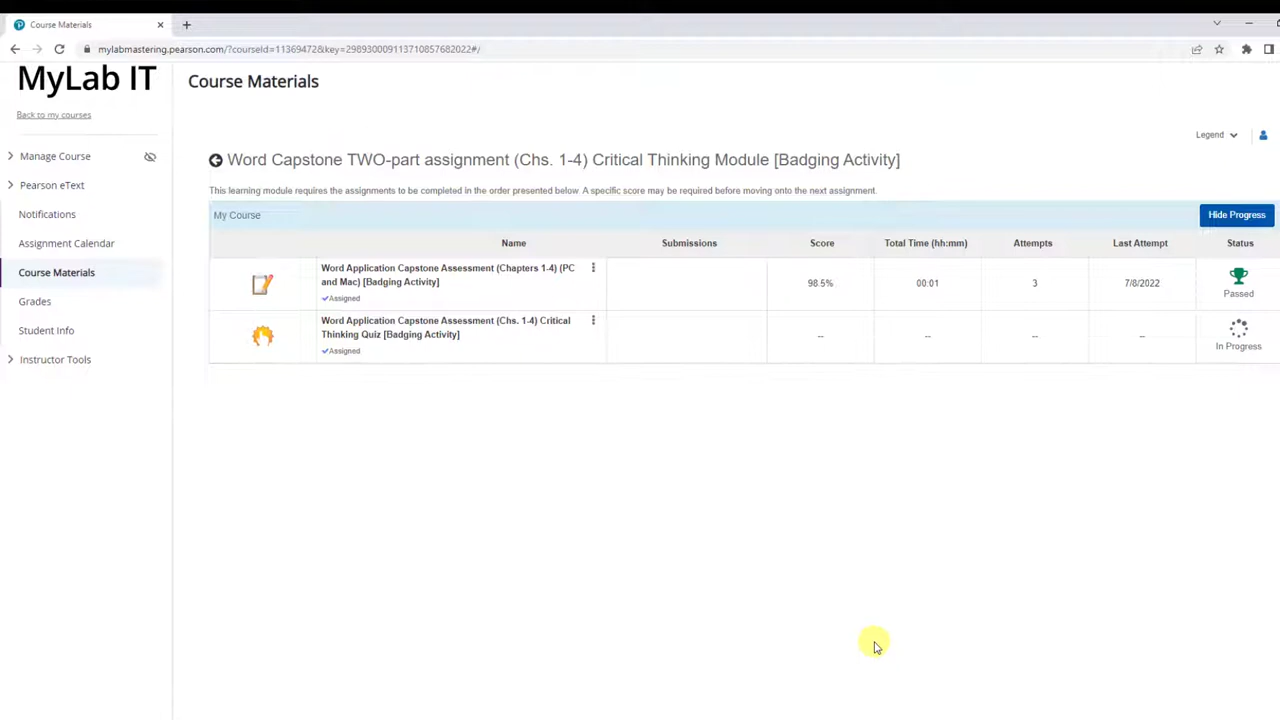 Course Materials
mylabmastering.pearson.com/?courseId=11369472&key=298930009113710857682022#/
MyLab IT
Course Materials
Back to my courses
Legend
Manage Course
Word Capstone TWO-part assignment (Chs. 1-4) Critical Thinking Module [Badging Activity]
Pearson eText
This learning module requires the assignments to be completed in the order presented below. A specific score may be required before moving onto the next assignment.
Notifications
My Course
Hide Progress
Assignment Calendar
Name Submissions Score Total Time (hh:mm) Attempts Last Attempt Status
Course Materials
Word Application Capstone Assessment (Chapters 1-4) (PC
and Mac) [Badging Activity]
98.5% 00:01 3 7/8/2022
Passed
Assigned
Grades
Word Application Capstone Assessment (Chs. 1-4) Critical
Thinking Quiz [Badging Activity]
-- -- -- --
In Progress
Assigned
Student Info
Instructor Tools